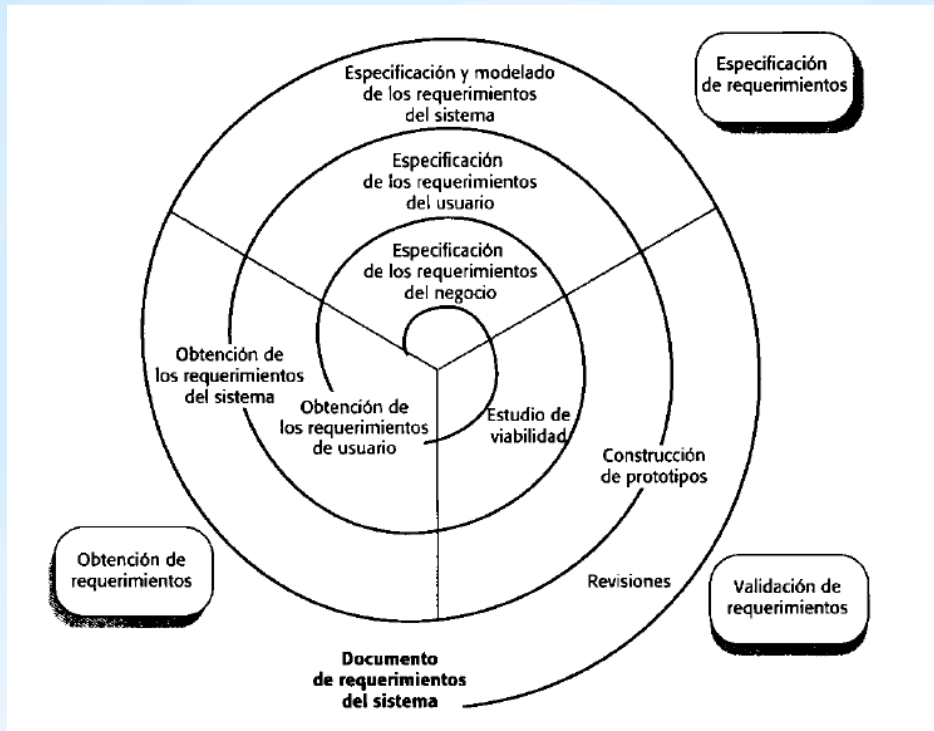 Especificación
de requerimientos
Especificación y modelado
de los requerimientos
del sistema
Especificación
de los requerimientos
del usuario
Especificación
de los requerimientos
del negocio
Obtención de
los requerimientos
del sistema
Obtención de
los requerimientos
de usuario
Estudio de
viabilidad
Construcción
de prototipos
Revisiones
Obtención de
requerimientos
Validación de
requerimientos
Documento
de requerimientos
del sistema